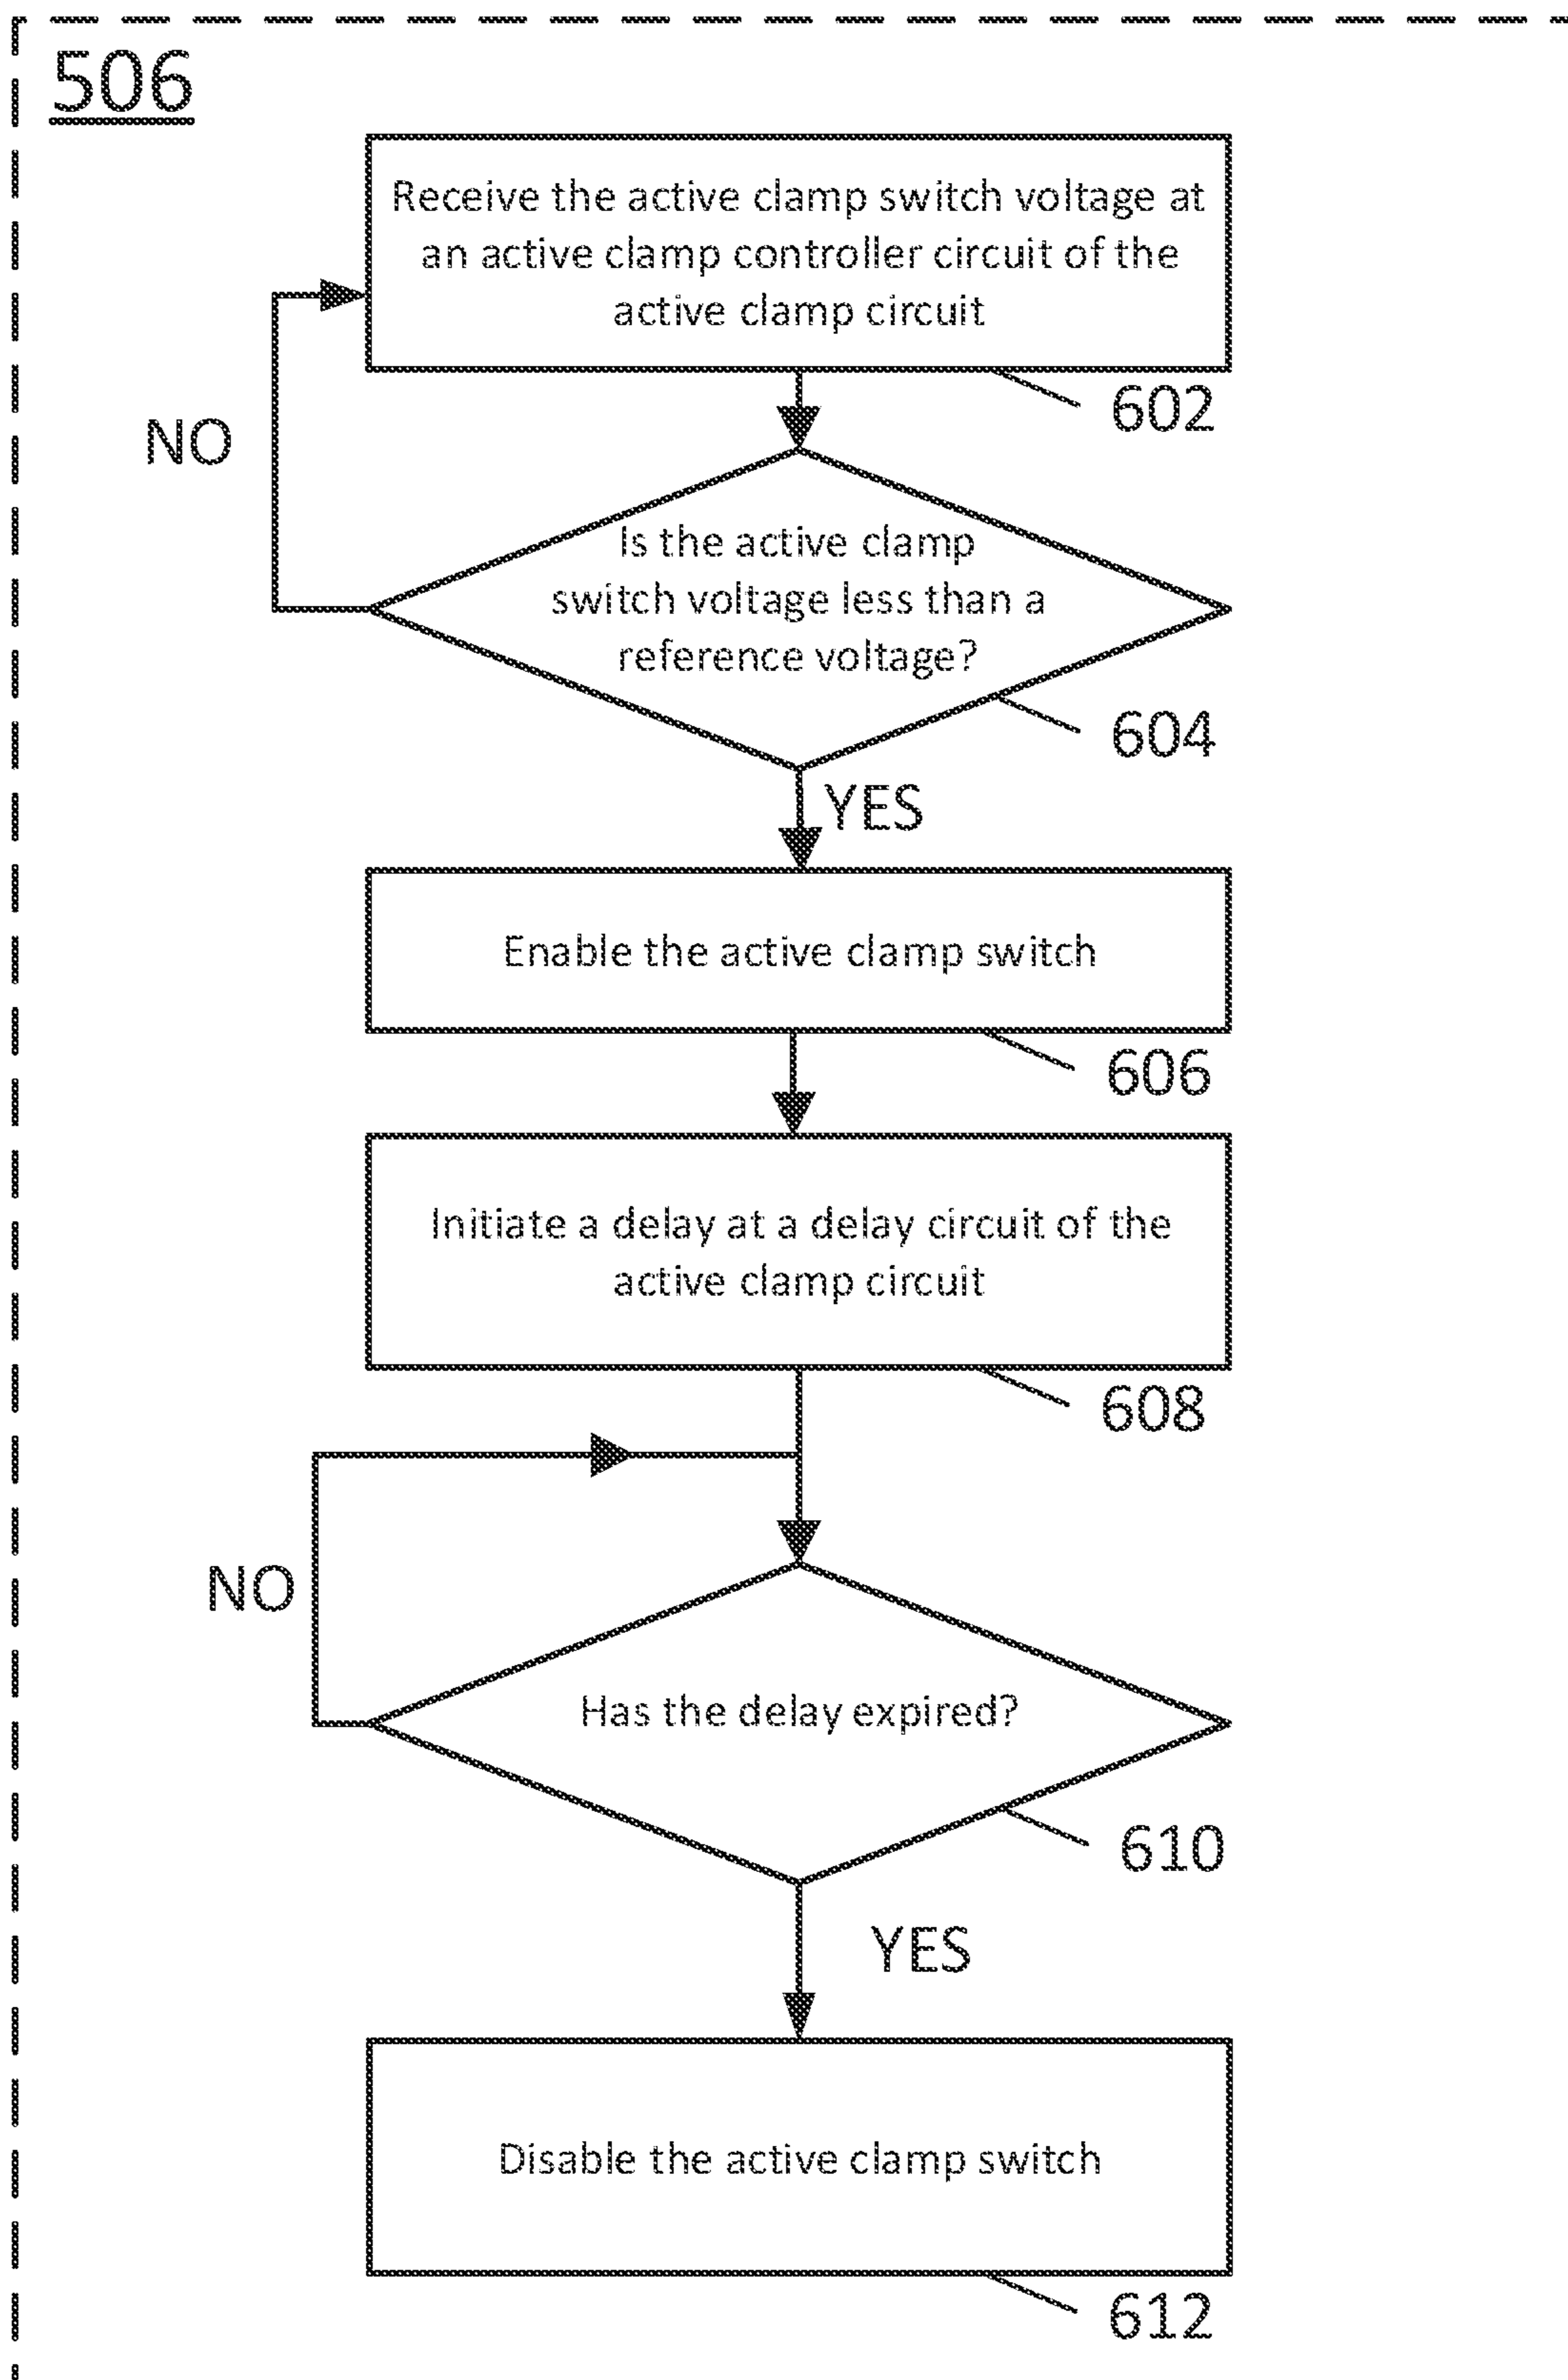 506
Receive the active clamp switch voltage at
an active clamp controller circuit of the
active clamp circuit
602
NO
Is the active clamp
switch voltage less than a
reference voltage?
604
YES
Enable the active clamp switch
606
Initiate a delay at a delay circuit of the
active clamp circuit
608
NO
Has the delay expired?
610
YES
Disable the active clamp switch
612